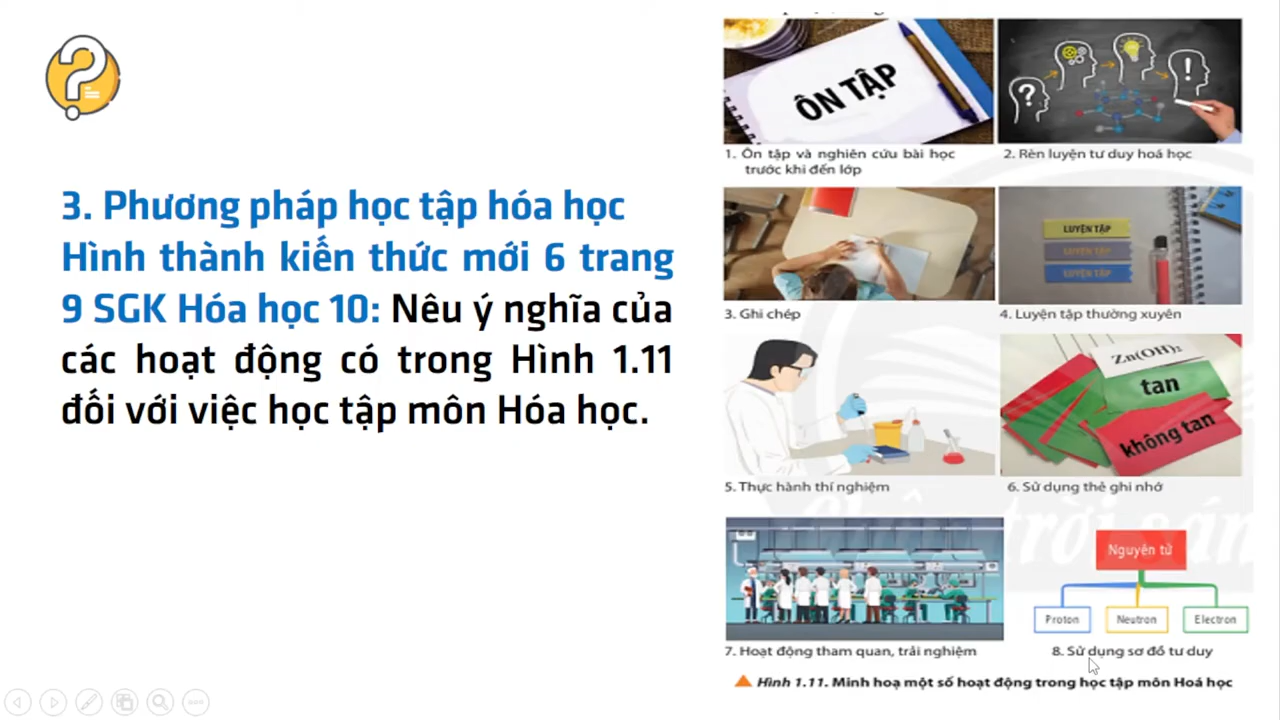 3. Phương pháp học tập hóa học
Hình thành kiến thức mới 6 trang
9 SGK Hóa học 10: Nêu ý nghĩa của
các hoạt động có trong Hình 1.11
đối với việc học tập môn Hóa học.
ÔN TẬP
1. Ôn tập và nghiên cứu bài học
trước khi đến lớp
2. Rèn luyện tư duy hoá học
3. Ghi chép
LUYỆN TẬP
LUYỆN TẬP
LUYỆN TẬP
4. Luyện tập thường xuyên
5. Thực hành thí nghiệm
Zn(OH)₂
tan
không tan
6. Sử dụng thẻ ghi nhớ
7. Hoạt động tham quan, trải nghiệm
Nguyên tử
Proton
Neutron
Electron
8. Sử dụng sơ đồ tư duy
Hình 1.11. Minh hoạ một số hoạt động trong học tập môn Hoá học